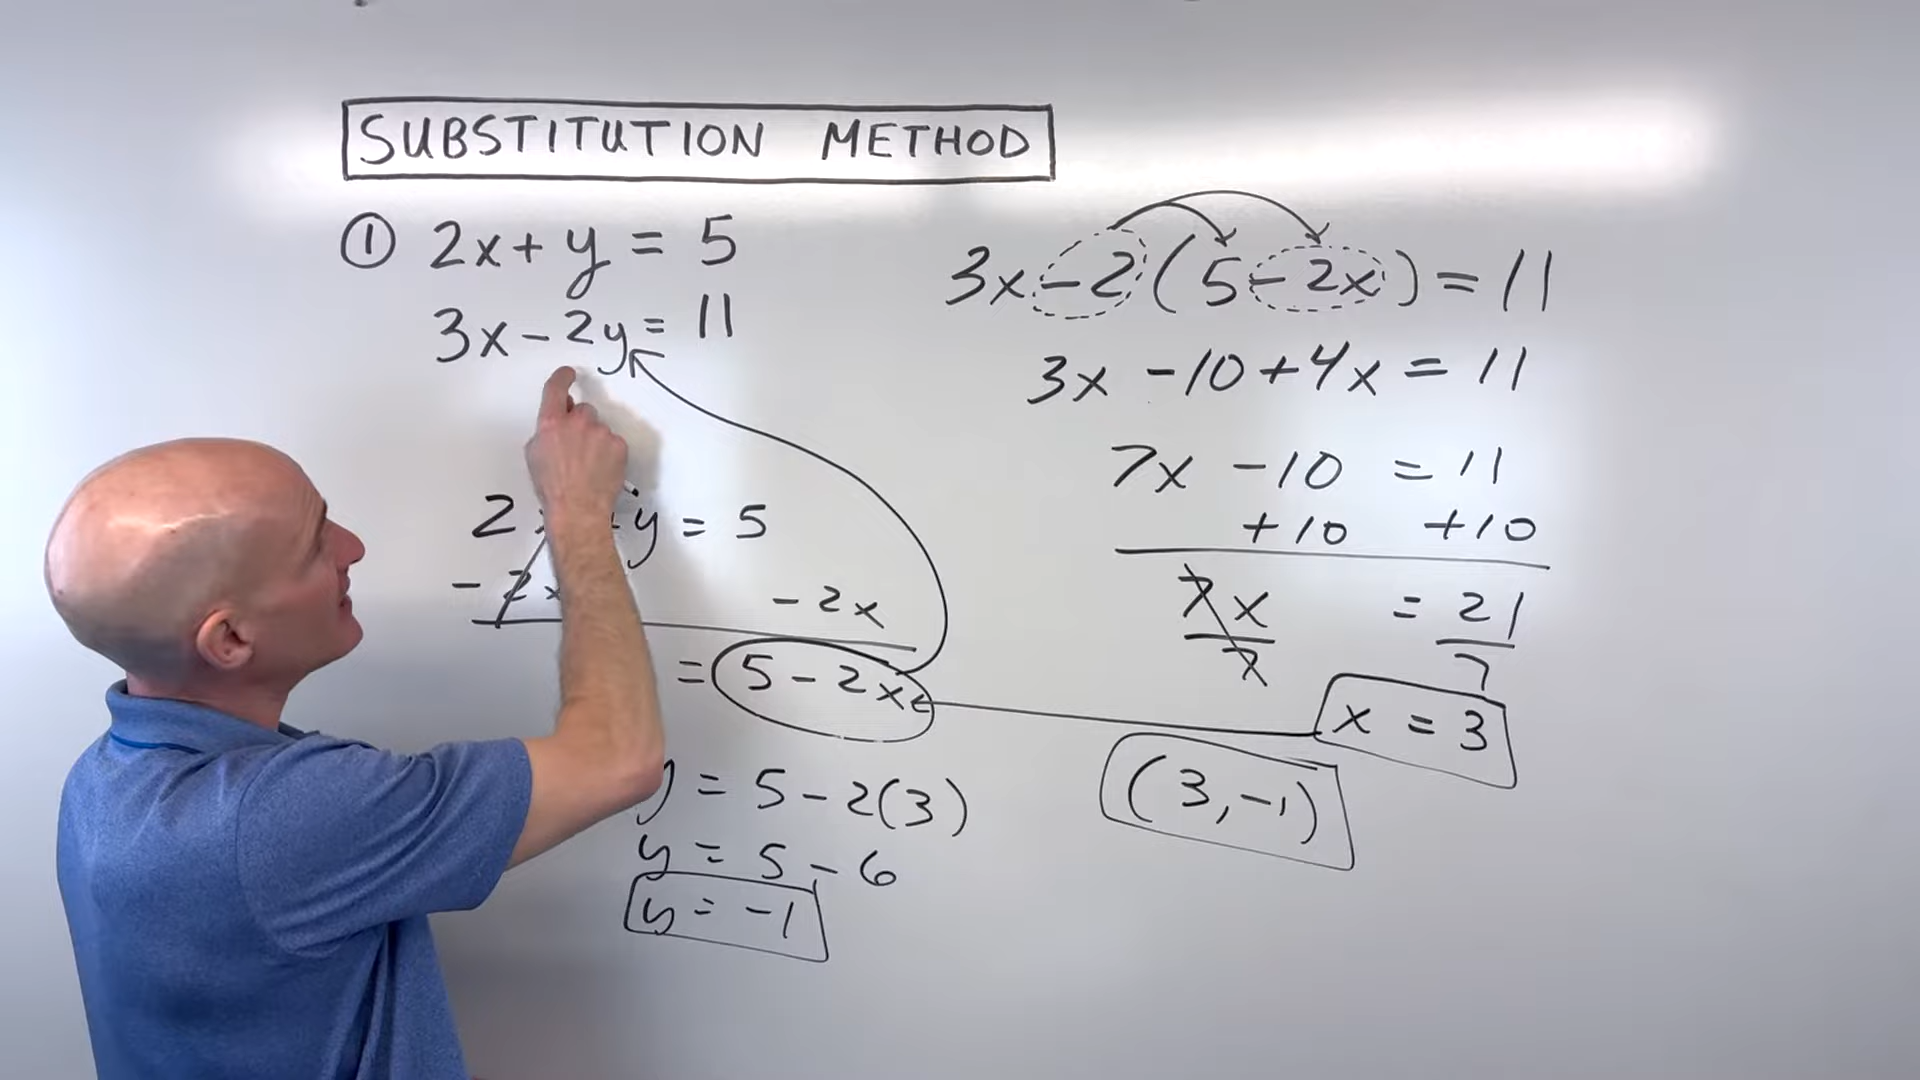 SUBSTITUTION METHOD
① 2x + y = 5
3x - 2y = 11
2 y = 5
- 2x - 2x
= 5 - 2x
y = 5 - 2(3)
y = 5 - 6
y = -1
3x - 2(5 - 2x) = 11
3x - 10 + 4x = 11
7x - 10 = 11
+ 10 + 10
7x = 21
7 7
x = 3
(3, -1)